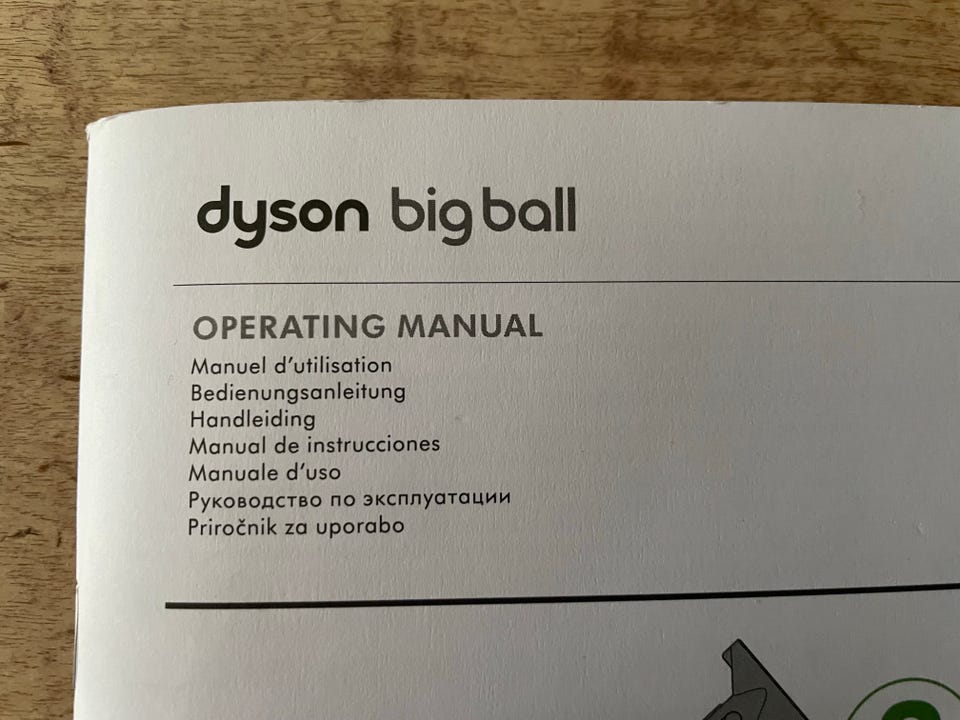 dyson big ball
OPERATING MANUAL
Manuel d'utilisation
Bedienungsanleitung
Handleiding
Manual de instrucciones
Manuale d'uso
Руководство по эксплуатации
Priročnik za uporabo